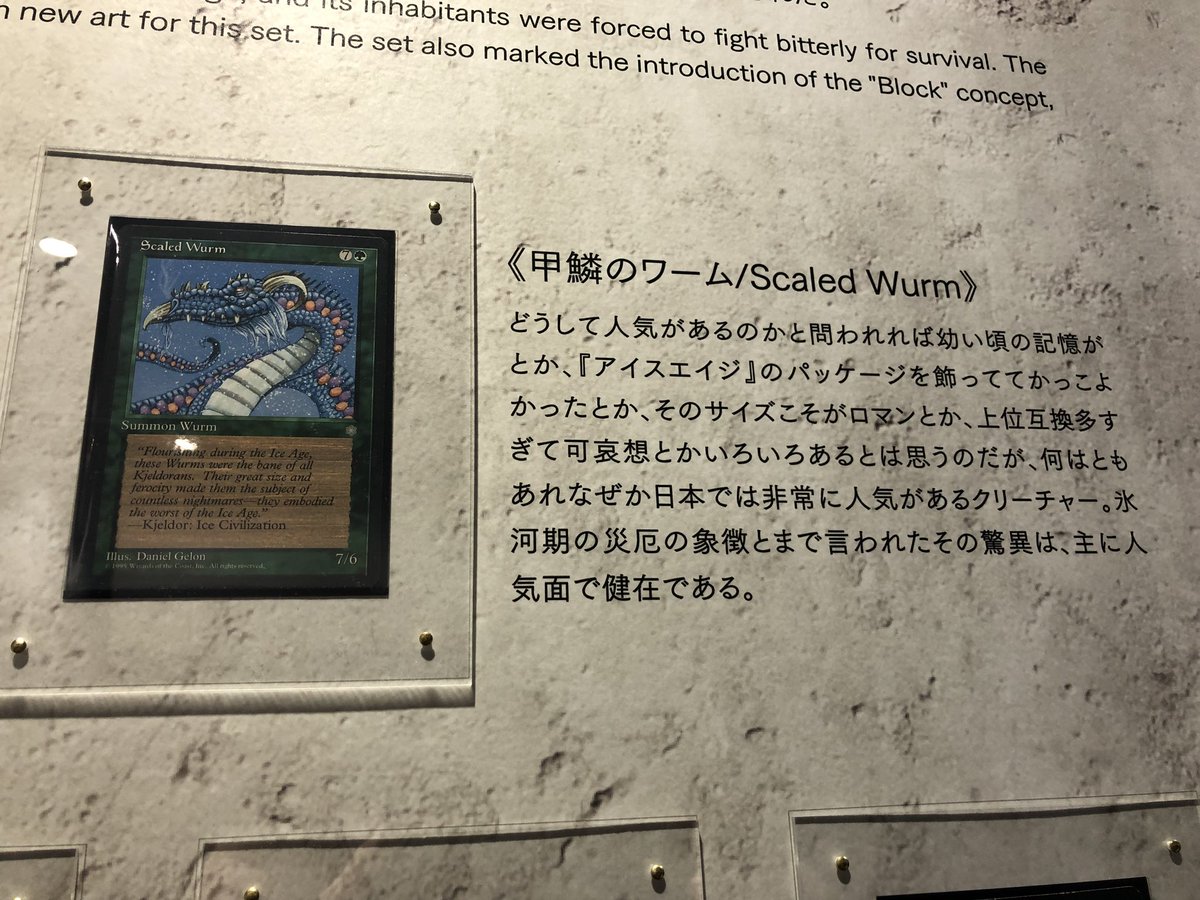 its inhabitants were forced to fight bitterly for survival. The
new art for this set. The set also marked the introduction of the "Block" concept,
Scaled Wurm
7
Summon Wurm
"Flourishing during the Ice Age,
these Wurms were the bane of all
Kjeldorans. Their great size and
ferocity made them the subject of
countless nightmares—they embodied
the worst of the Ice Age."
—Kjeldor: Ice Civilization
Illus. Daniel Gelon
© 1995 Wizards of the Coast, Inc. All rights reserved.
7/6
《甲鱗のワーム/Scaled Wurm》
どうして人気があるのかと問われれば幼い頃の記憶が
とか、『アイスエイジ』のパッケージを飾っててかっこよ
かったとか、そのサイズこそがロマンとか、上位互換多す
ぎて可哀想とかいろいろあるとは思うのだが、何はとも
あれなぜか日本では非常に人気があるクリーチャー。氷
河期の災厄の象徴とまで言われたその驚異は、主に人
気面で健在である。